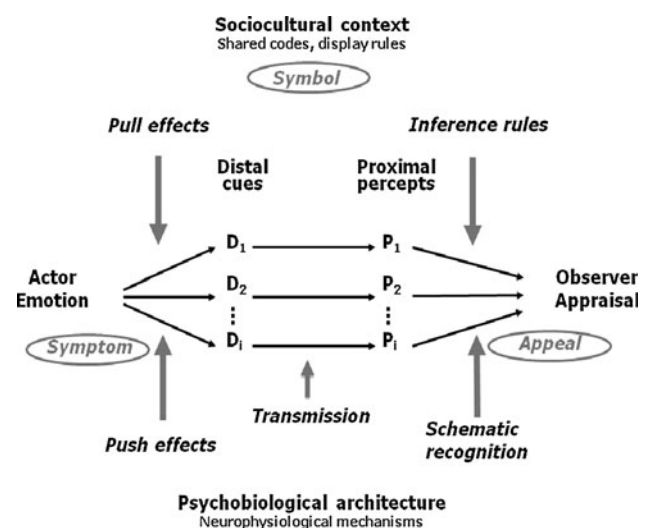 Sociocultural context
Shared codes, display rules
Symbol
Pull effects
Inference rules
Distal
cues
Proximal
percepts
D1
P1
Actor
Emotion
D2
P2
Observer
Appraisal
Symptom
Di
Pi
Appeal
Transmission
Push effects
Schematic
recognition
Psychobiological architecture
Neurophysiological mechanisms